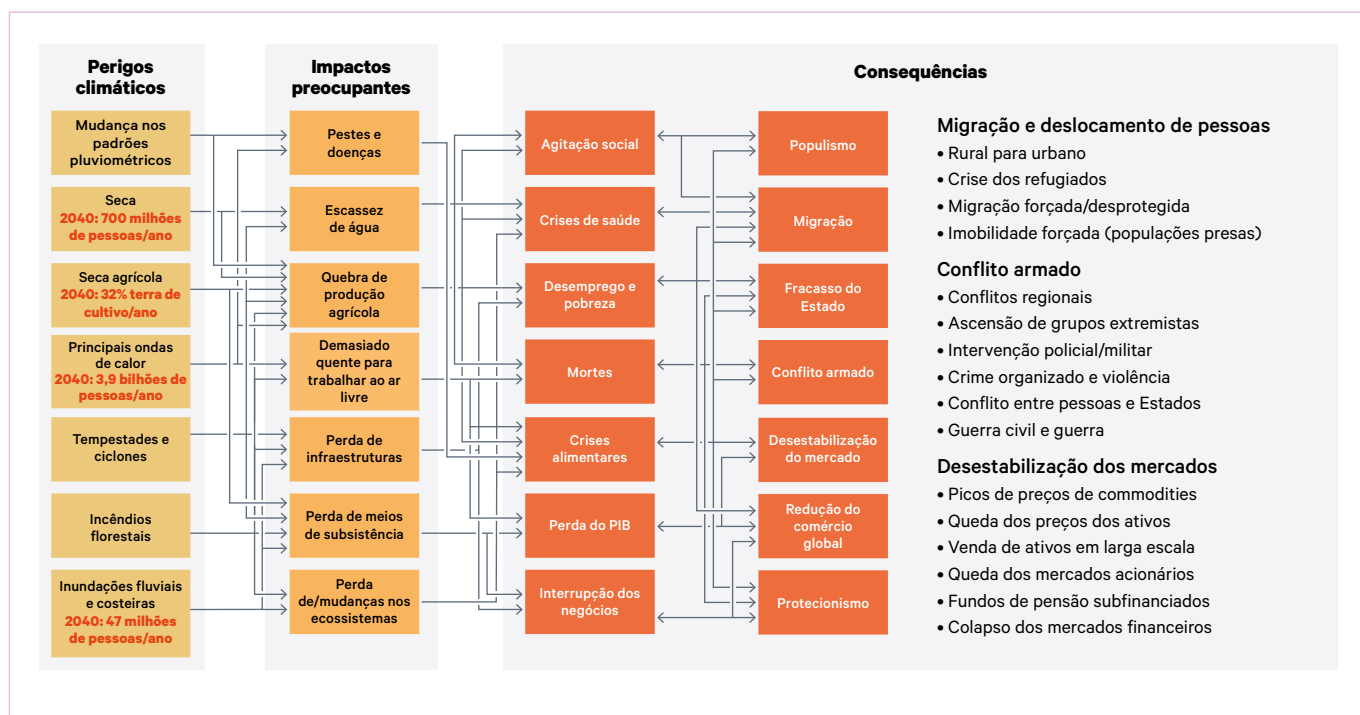 Perigos
climáticos
Mudança nos
padrões
pluviométricos
Seca
2040: 700 milhões
de pessoas/ano
Seca agrícola
2040: 32% terra de
cultivo/ano
Principais ondas
de calor
2040: 3,9 bilhões de
pessoas/ano
Tempestades e
ciclones
Incêndios
florestais
Inundações fluviais
e costeiras
2040: 47 milhões
de pessoas/ano
Impactos
preocupantes
Pestes e
doenças
Escassez
de água
Quebra de
produção
agrícola
Demasiado
quente para
trabalhar ao ar
livre
Perda de
infraestruturas
Perda de meios
de subsistência
Perda
de/mudanças nos
ecossistemas
Consequências
Agitação social
Crises de saúde
Desemprego e
pobreza
Mortes
Crises
alimentares
Perda do PIB
Interrupção dos
negócios
Populismo
Migração
Fracasso do
Estado
Conflito armado
Desestabilização
do mercado
Redução do
comércio
global
Protecionismo
Migração e deslocamento de pessoas
• Rural para urbano
• Crise dos refugiados
• Migração forçada/desprotegida
• Imobilidade forçada (populações presas)
Conflito armado
• Conflitos regionais
• Ascensão de grupos extremistas
• Intervenção policial/militar
• Crime organizado e violência
• Conflito entre pessoas e Estados
• Guerra civil e guerra
Desestabilização dos mercados
• Picos de preços de commodities
• Queda dos preços dos ativos
• Venda de ativos em larga escala
• Queda dos mercados acionários
• Fundos de pensão subfinanciados
• Colapso dos mercados financeiros